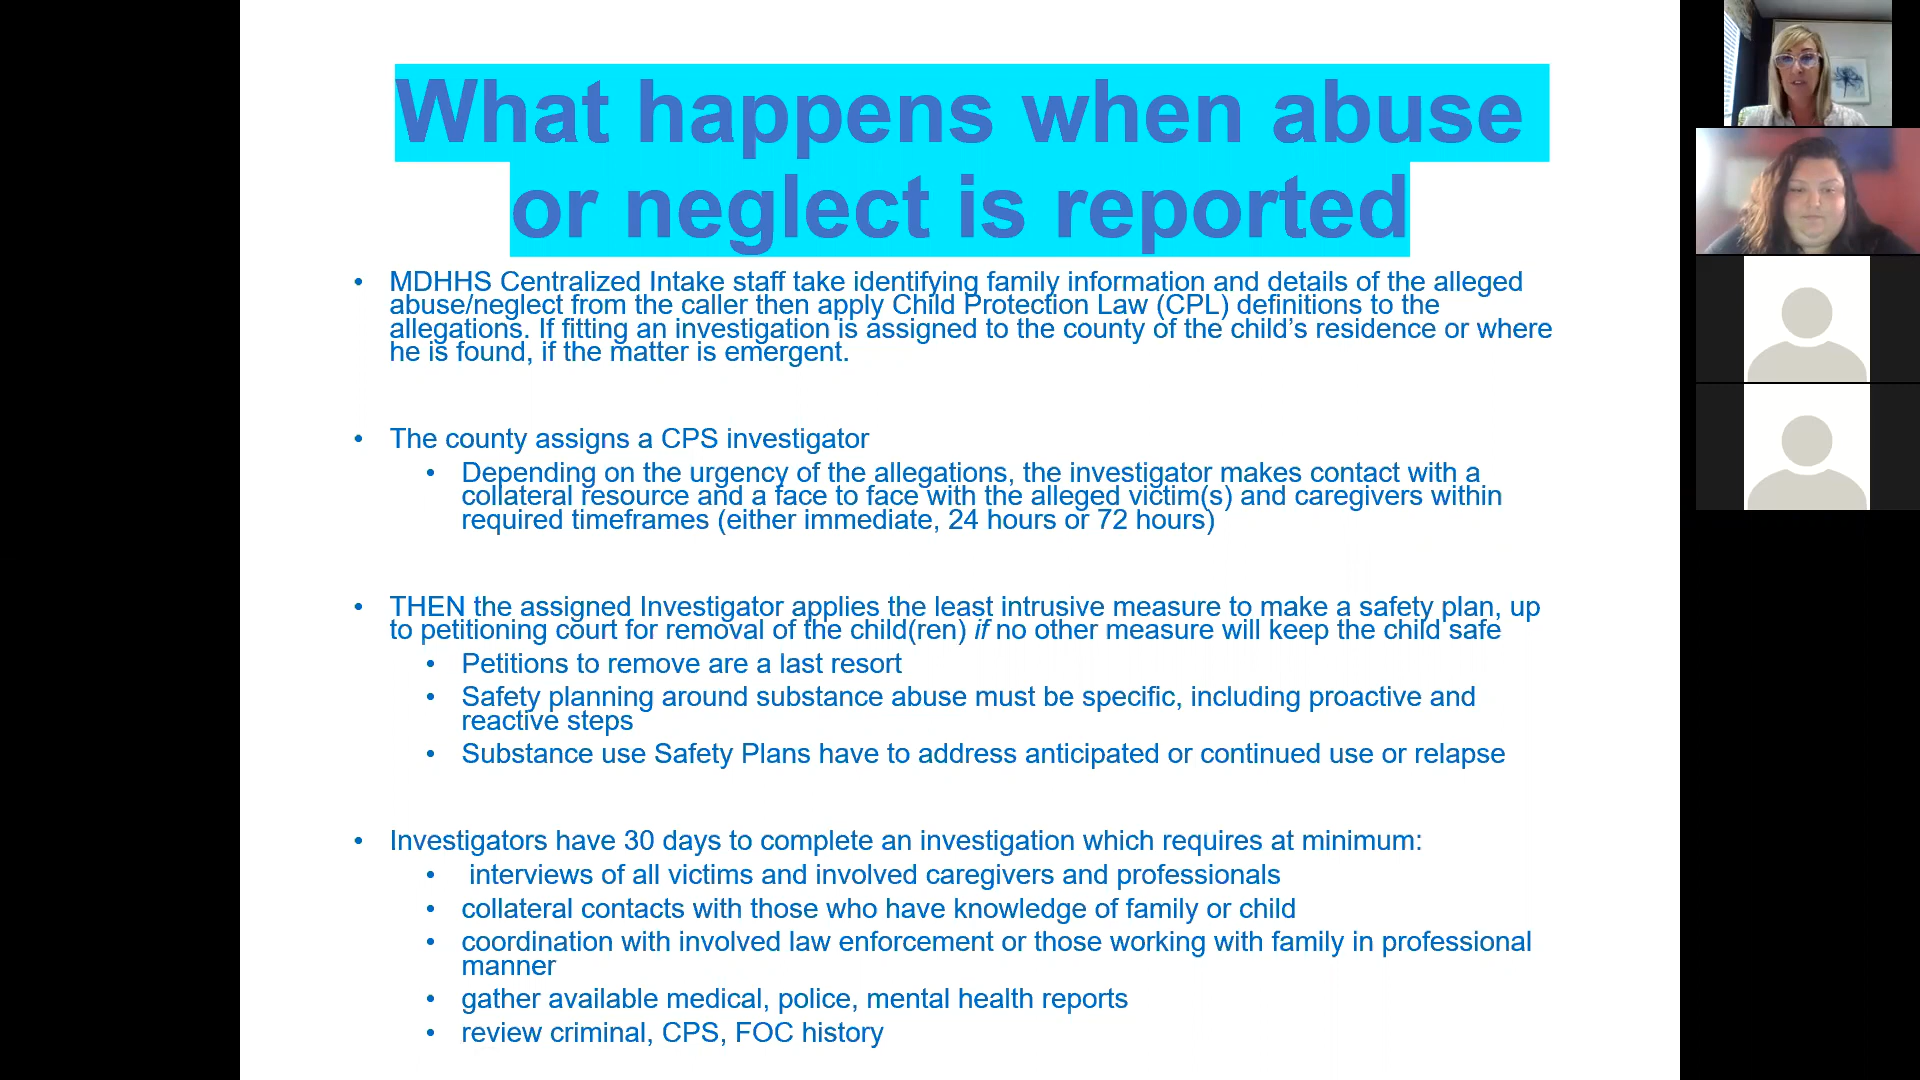 What happens when abuse
or neglect is reported
• MDHHS Centralized Intake staff take identifying family information and details of the alleged
abuse/neglect from the caller then apply Child Protection Law (CPL) definitions to the
allegations. If fitting an investigation is assigned to the county of the child’s residence or where
he is found, if the matter is emergent.
• The county assigns a CPS investigator
• Depending on the urgency of the allegations, the investigator makes contact with a
collateral resource and a face to face with the alleged victim(s) and caregivers within
required timeframes (either immediate, 24 hours or 72 hours)
• THEN the assigned Investigator applies the least intrusive measure to make a safety plan, up
to petitioning court for removal of the child(ren) if no other measure will keep the child safe
• Petitions to remove are a last resort
• Safety planning around substance abuse must be specific, including proactive and
reactive steps
• Substance use Safety Plans have to address anticipated or continued use or relapse
• Investigators have 30 days to complete an investigation which requires at minimum:
• interviews of all victims and involved caregivers and professionals
• collateral contacts with those who have knowledge of family or child
• coordination with involved law enforcement or those working with family in professional
manner
• gather available medical, police, mental health reports
• review criminal, CPS, FOC history